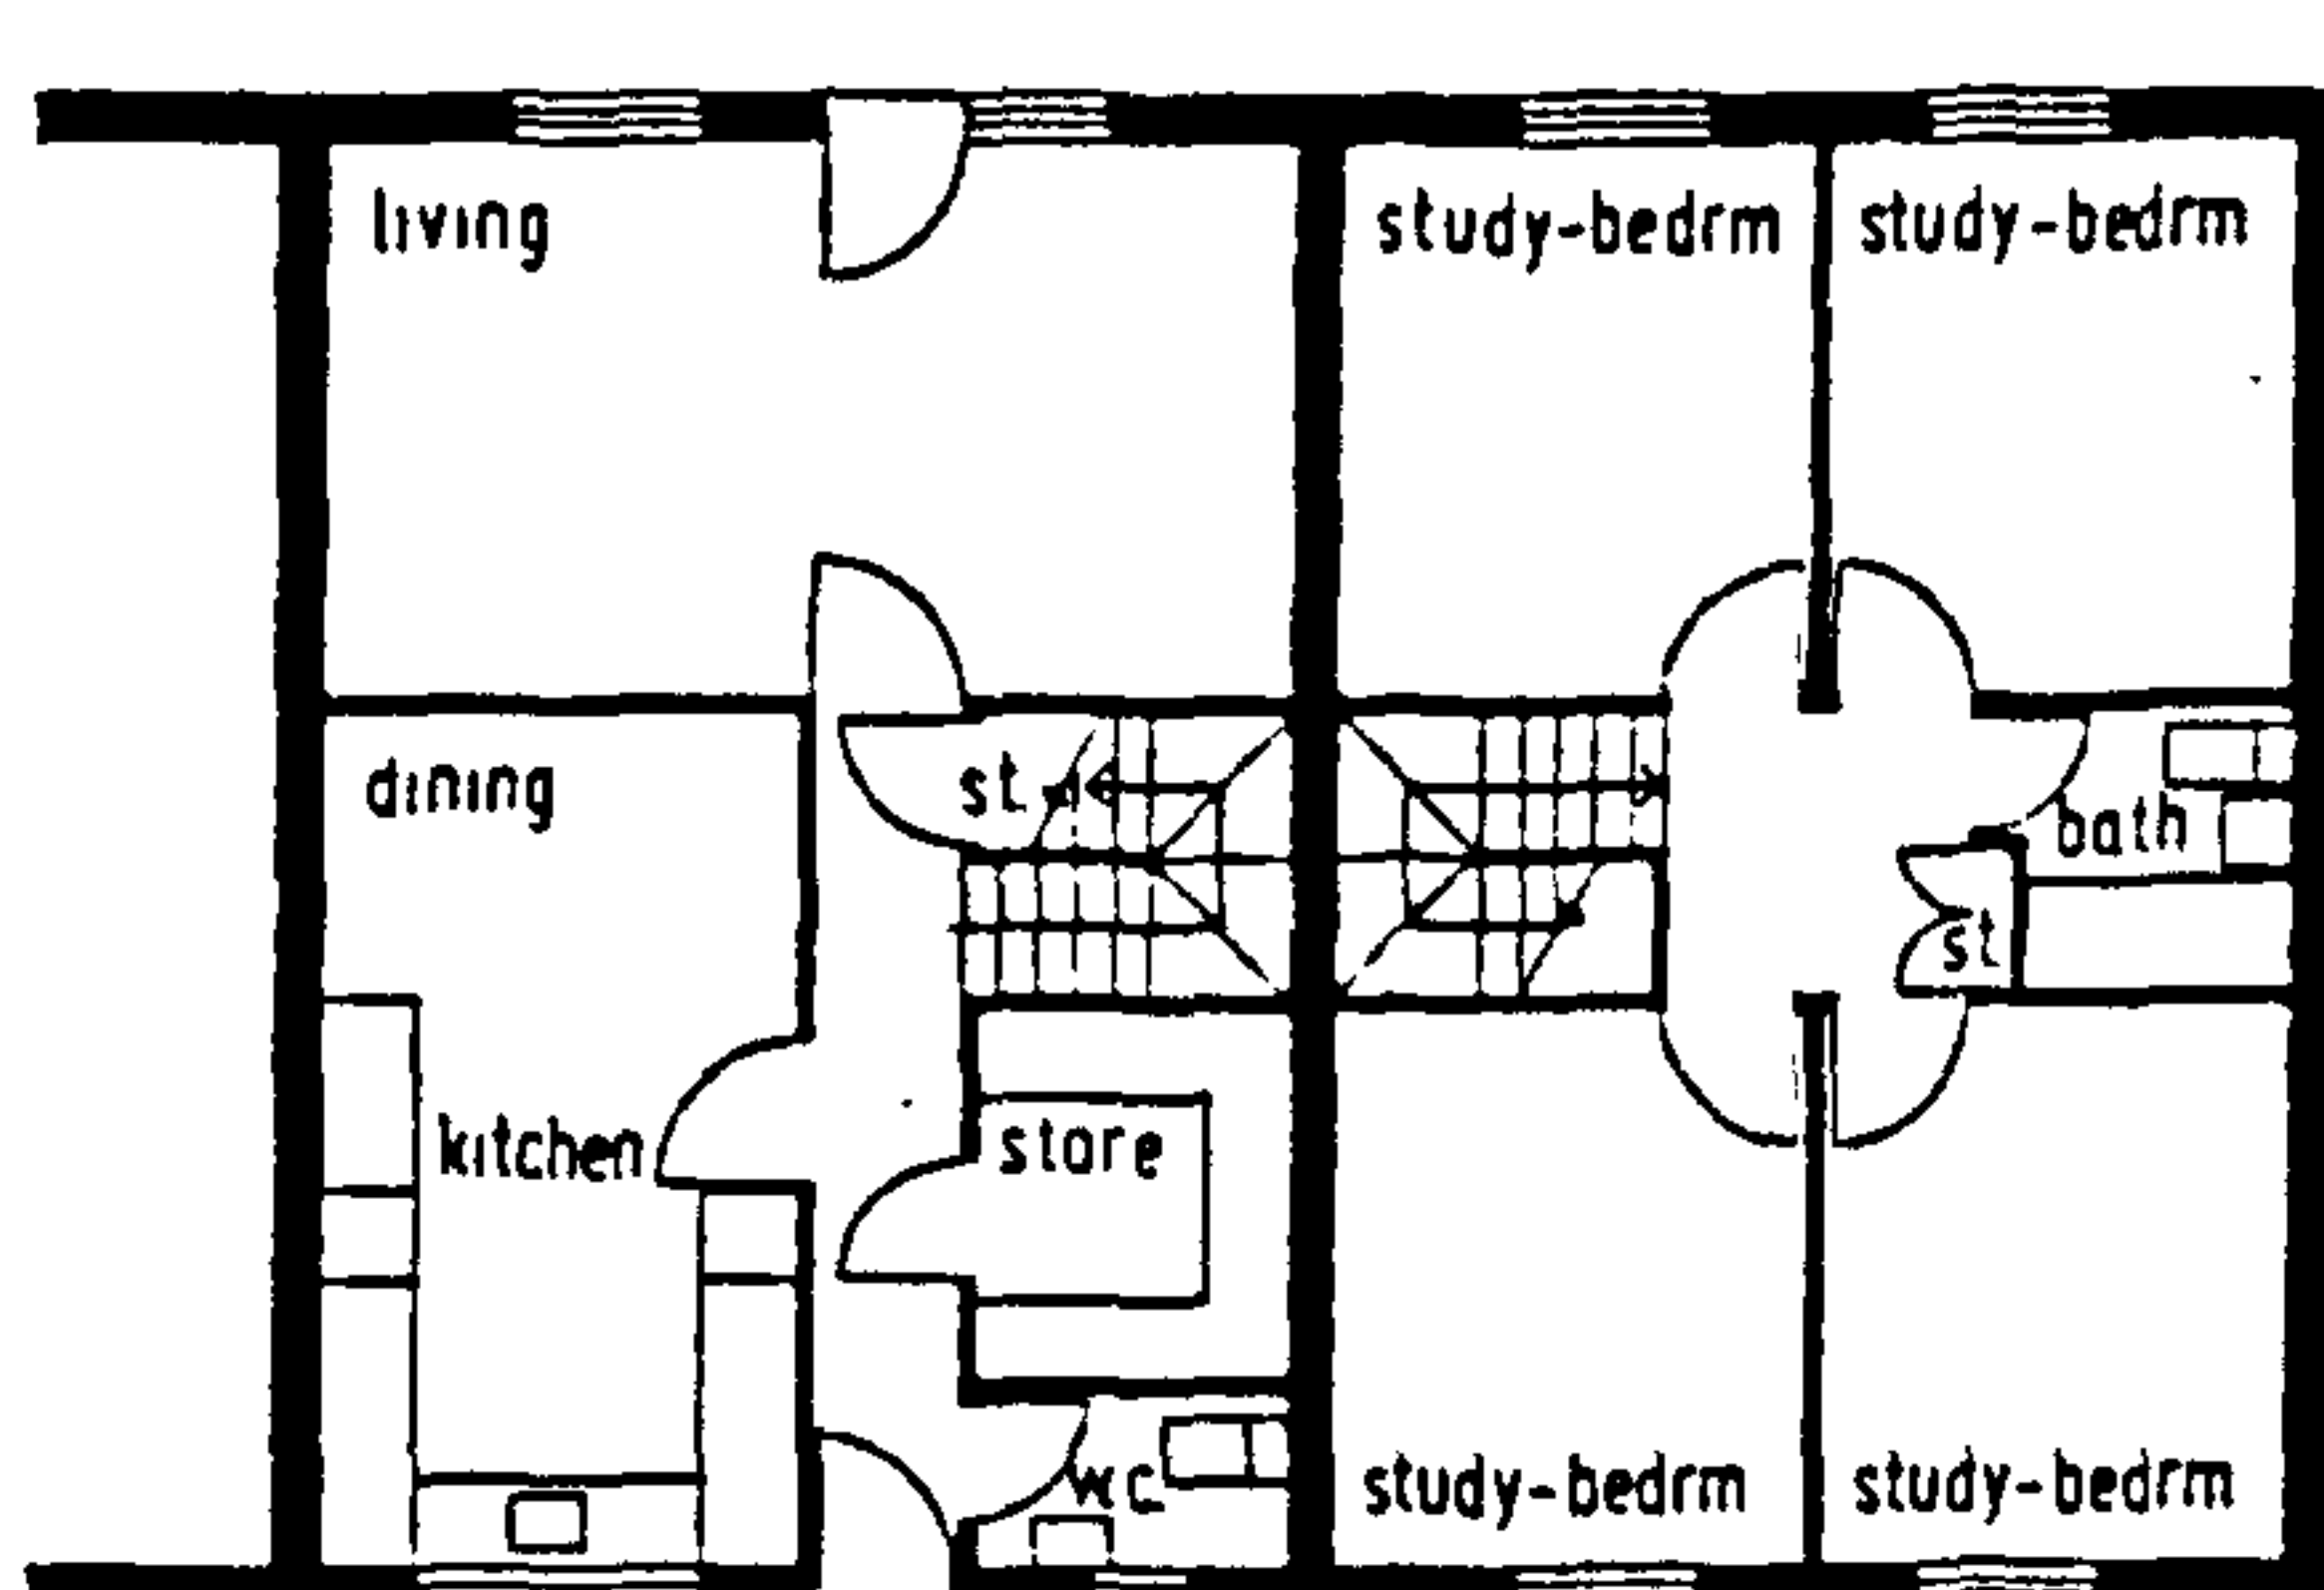 living
study-bedrm
study-bedrm
dining
st.
bath
st
kitchen
store
wc
study-bedrm
study-bedrm